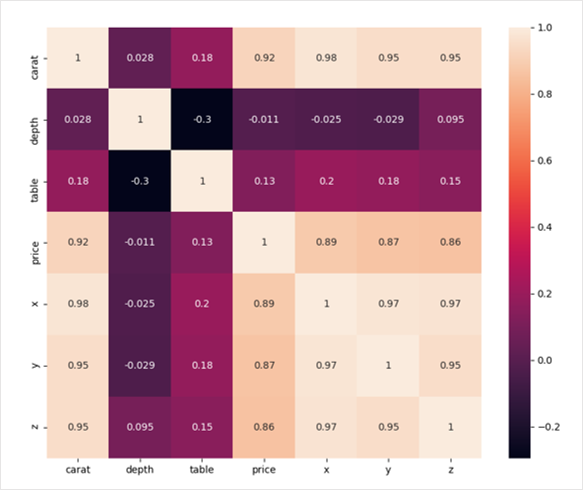 carat 1 0.028 0.18 0.92 0.98 0.95 0.95
depth 0.028 1 -0.3 -0.011 -0.025 -0.029 0.095
table 0.18 -0.3 1 0.13 0.2 0.18 0.15
price 0.92 -0.011 0.13 1 0.89 0.87 0.86
x 0.98 -0.025 0.2 0.89 1 0.97 0.97
y 0.95 -0.029 0.18 0.87 0.97 1 0.95
z 0.95 0.095 0.15 0.86 0.97 0.95 1
carat depth table price x y z
1.0
0.8
0.6
0.4
0.2
0.0
−0.2